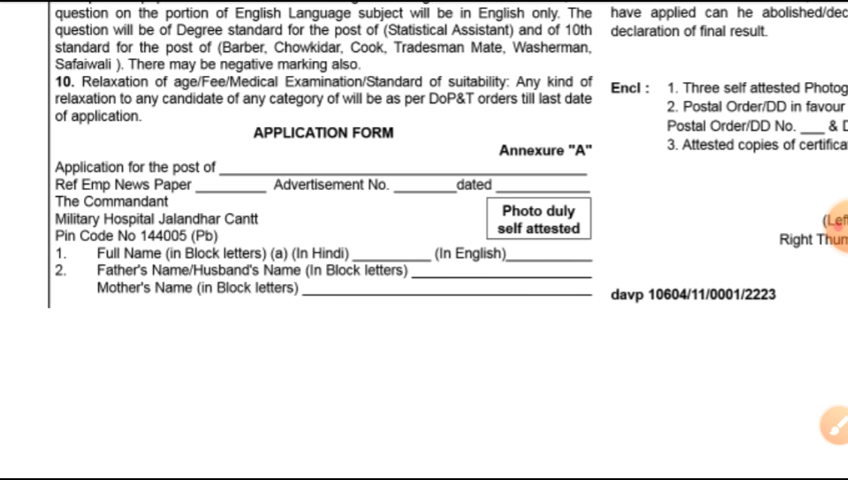 question on the portion of English Language subject will be in English only. The
question will be of Degree standard for the post of (Statistical Assistant) and of 10th
standard for the post of (Barber, Chowkidar, Cook, Tradesman Mate, Washerman,
Safaiwali ). There may be negative marking also.
10. Relaxation of age/Fee/Medical Examination/Standard of suitability: Any kind of
relaxation to any candidate of any category of will be as per DoP&T orders till last date
of application.
APPLICATION FORM
Annexure "A"
Application for the post of
Ref Emp News Paper ________ Advertisement No. ________dated ________
The Commandant
Military Hospital Jalandhar Cantt
Pin Code No 144005 (Pb)
Photo duly
self attested
1. Full Name (in Block letters) (a) (In Hindi) ________ (In English)________
2. Father's Name/Husband's Name (In Block letters) ________
Mother's Name (in Block letters) ________
have applied can he abolished/
declaration of final result.
Encl : 1. Three self attested
2. Postal Order/DD in favour
Postal Order/DD No. ___ &
3. Attested copies of
Right
davp 10604/11/0001/2223